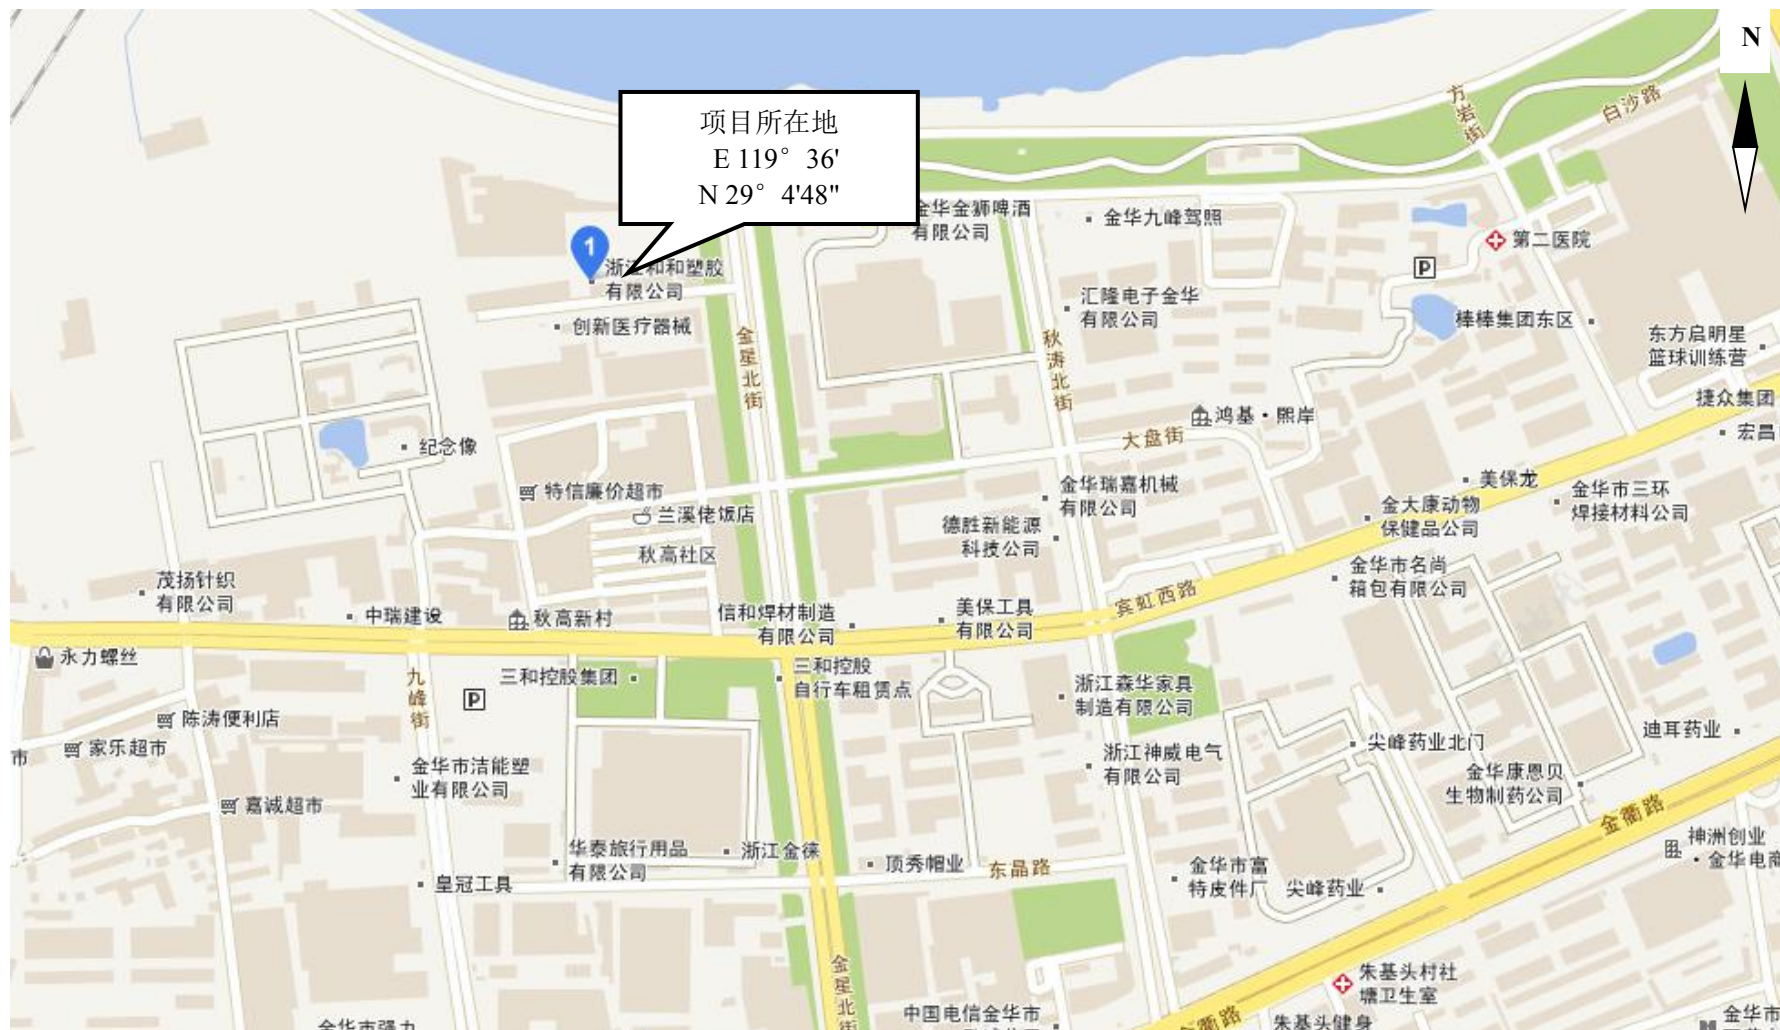 N
项目所在地
E 119° 36'
N 29° 4'48"
方岩街
白沙路
金华金狮啤酒
有限公司
金华九峰驾照
第二医院
1
浙江和和塑胶
有限公司
P
创新医疗器械
汇隆电子金华
有限公司
棒棒集团东区
东方启明星
篮球训练营
金星北街
秋涛北街
捷众集团
鸿基·熙岸
宏昌
大盘街
纪念像
特信廉价超市
兰溪佬饭店
金华瑞嘉机械
有限公司
美保龙
金大康动物
保健品公司
金华市三环
焊接材料公司
德胜新能源
科技公司
秋高社区
茂扬针织
有限公司
金华市名尚
箱包有限公司
中瑞建设
秋高新村
信和焊材制造
有限公司
美保工具
有限公司
宾虹西路
永力螺丝
九峰街
P
三和控股集团
三和控股
自行车租赁点
浙江森华家具
制造有限公司
陈涛便利店
市
家乐超市
迪耳药业
尖峰药业北门
金华市洁能塑
业有限公司
浙江神威电气
有限公司
金华康恩贝
生物制药公司
嘉诚超市
金衢路
华泰旅行用品
有限公司
浙江金徕
顶秀帽业
东晶路
神洲创业
·金华电商
皇冠工具
金华市富
特皮件厂
尖峰药业
金星北街
朱基头村社
塘卫生室
中国电信金华市
金衢路
朱基头健身
金华市
金华市强力